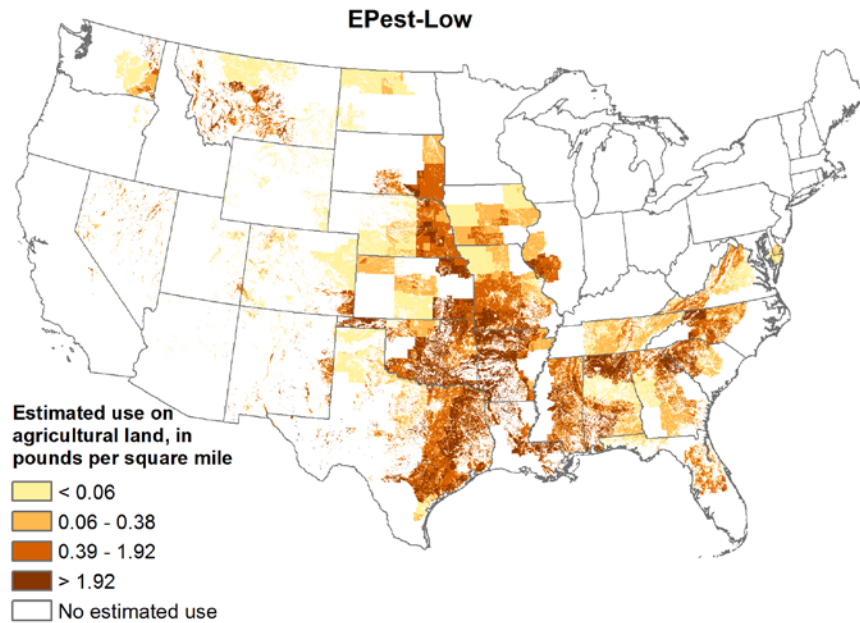 EPest-Low
Estimated use on
agricultural land, in
pounds per square mile
< 0.06
0.06 - 0.38
0.39 - 1.92
> 1.92
No estimated use